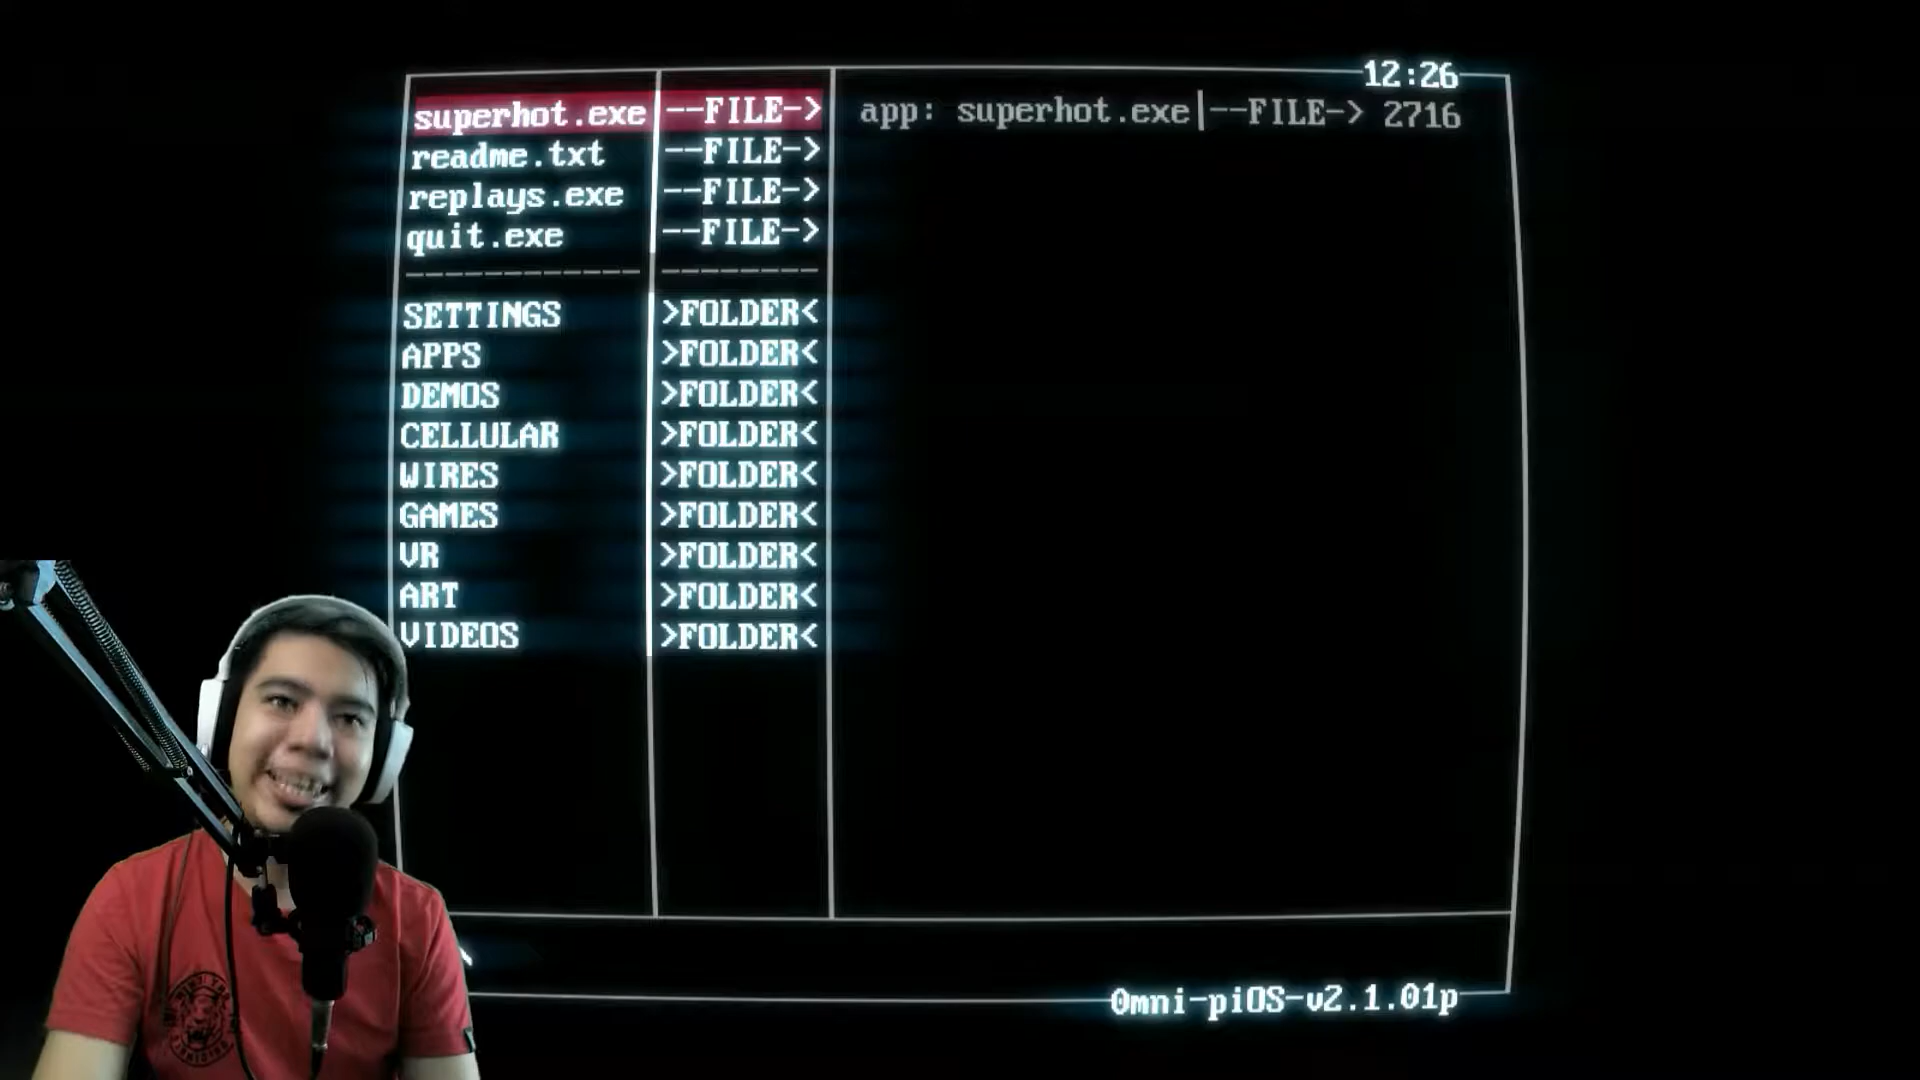 12:26
superhot.exe|--FILE-> app: superhot.exe|--FILE-> 2716
readme.txt --FILE->
replays.exe --FILE->
quit.exe --FILE->
SETTINGS >FOLDER<
APPS >FOLDER<
DEMOS >FOLDER<
CELLULAR >FOLDER<
WIRES >FOLDER<
GAMES >FOLDER<
VR >FOLDER<
ART >FOLDER<
VIDEOS >FOLDER<
Omni-piOS-v2.1.01p